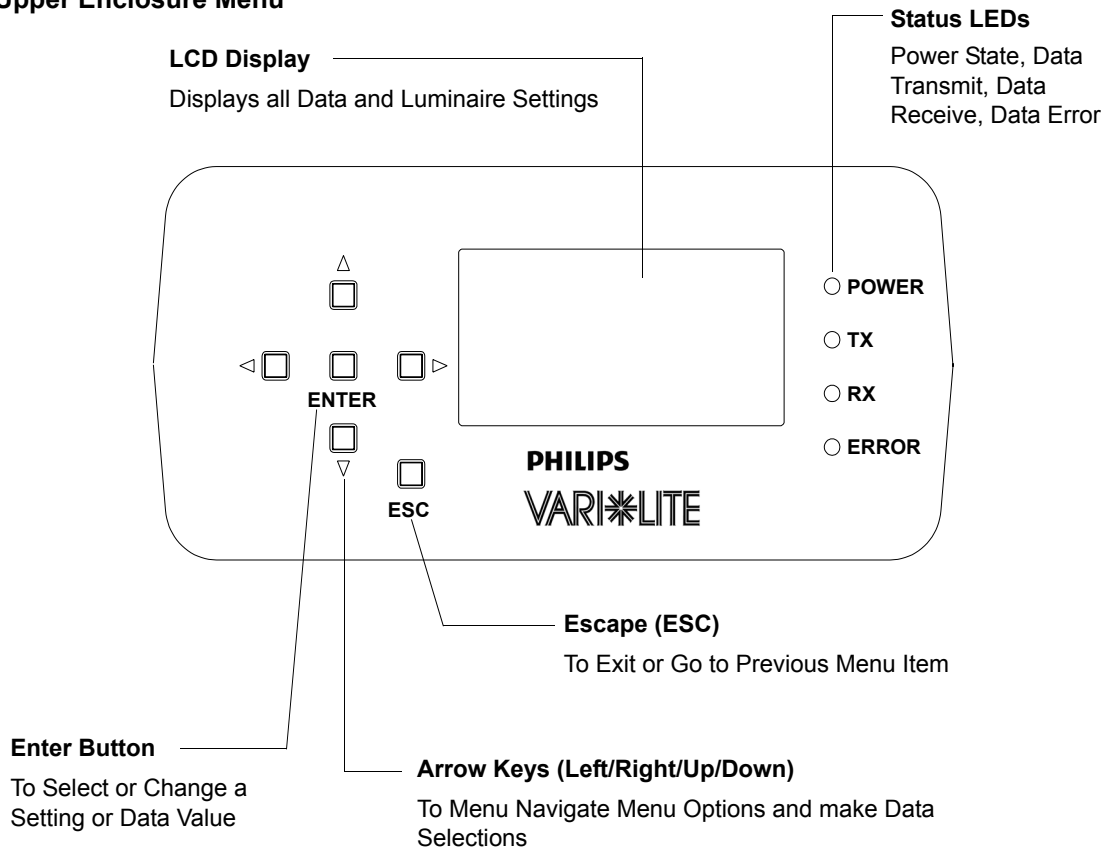 Upper Enclosure Menu
Status LEDs
Power State, Data
Transmit, Data
Receive, Data Error
LCD Display
Displays all Data and Luminaire Settings
POWER
TX
RX
ERROR
ENTER
ESC
PHILIPS
VARI*LITE
Escape (ESC)
To Exit or Go to Previous Menu Item
Enter Button
To Select or Change a
Setting or Data Value
Arrow Keys (Left/Right/Up/Down)
To Menu Navigate Menu Options and make Data
Selections